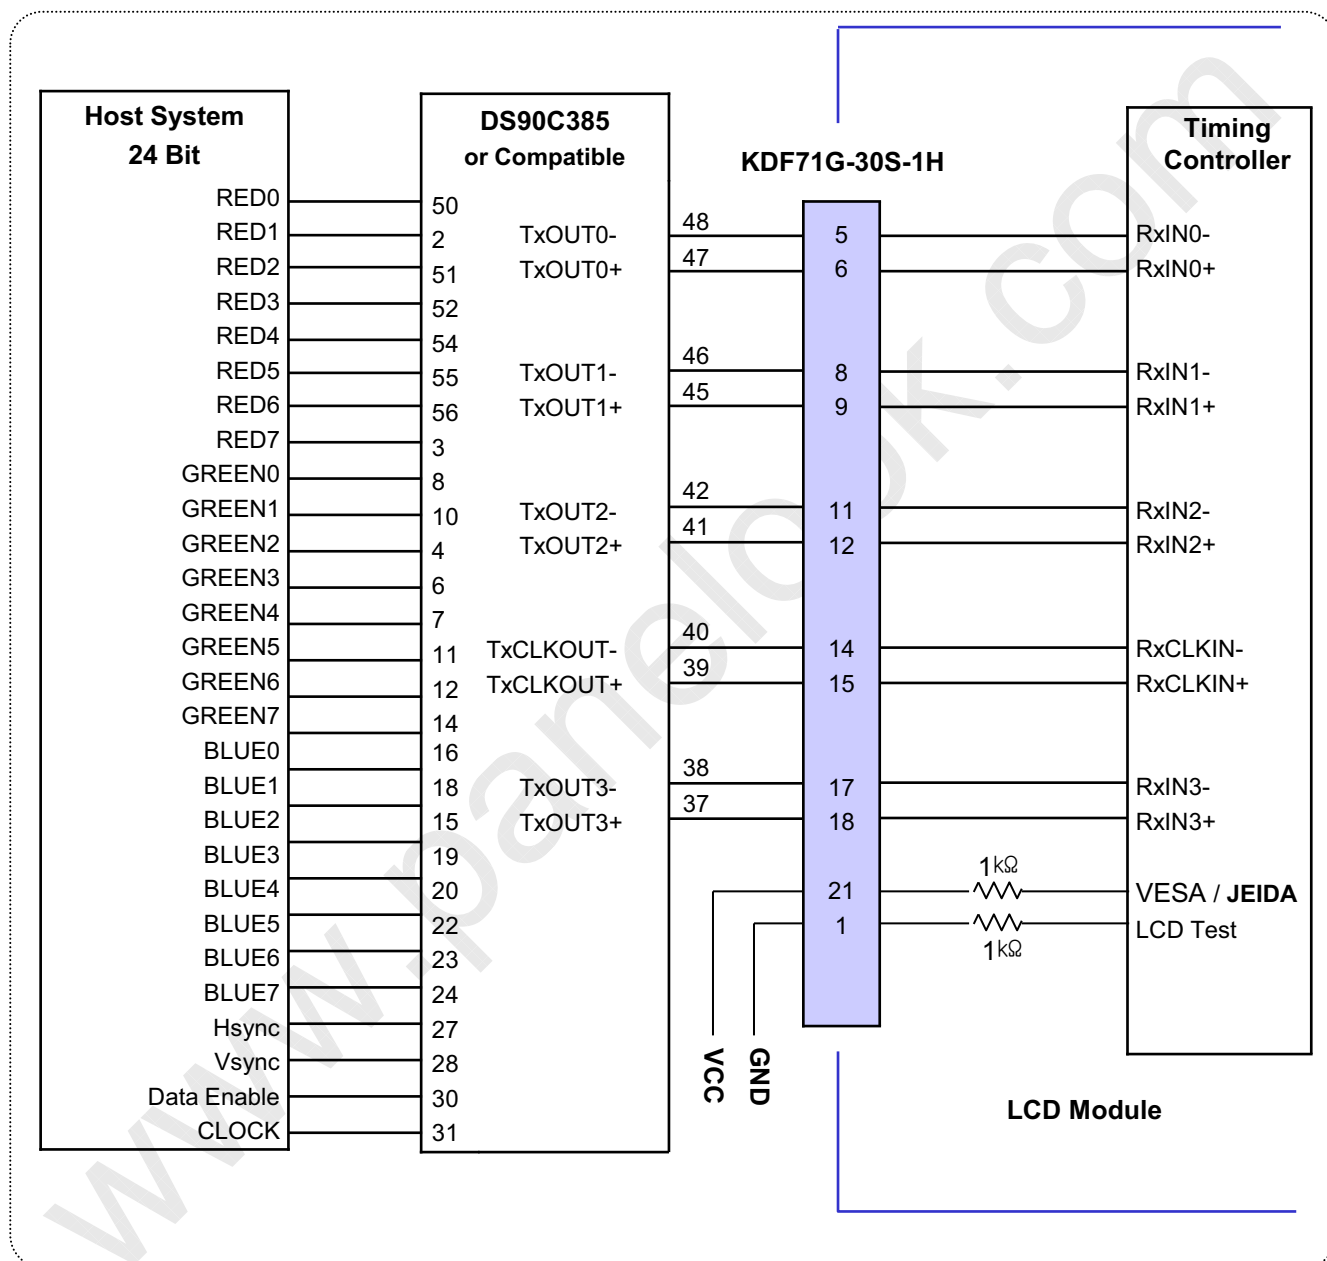 Host System
24 Bit
RED0
RED1
RED2
RED3
RED4
RED5
RED6
RED7
GREEN0
GREEN1
GREEN2
GREEN3
GREEN4
GREEN5
GREEN6
GREEN7
BLUE0
BLUE1
BLUE2
BLUE3
BLUE4
BLUE5
BLUE6
BLUE7
Hsync
Vsync
Data Enable
CLOCK
DS90C385
or Compatible
50
2
51
52
54
55
56
3
8
10
4
6
7
11
12
14
16
18
15
19
20
22
23
24
27
28
30
31
TxOUT0-
TxOUT0+
TxOUT1-
TxOUT1+
TxOUT2-
TxOUT2+
TxCLKOUT-
TxCLKOUT+
TxOUT3-
TxOUT3+
48
47
46
45
42
41
40
39
38
37
VCC
GND
KDF71G-30S-1H
5
6
8
9
11
12
14
15
17
18
21
1
1kΩ
1kΩ
Timing
Controller
RxIN0-
RxIN0+
RxIN1-
RxIN1+
RxIN2-
RxIN2+
RxCLKIN-
RxCLKIN+
RxIN3-
RxIN3+
VESA / JEIDA
LCD Test
LCD Module
www.panelook.com